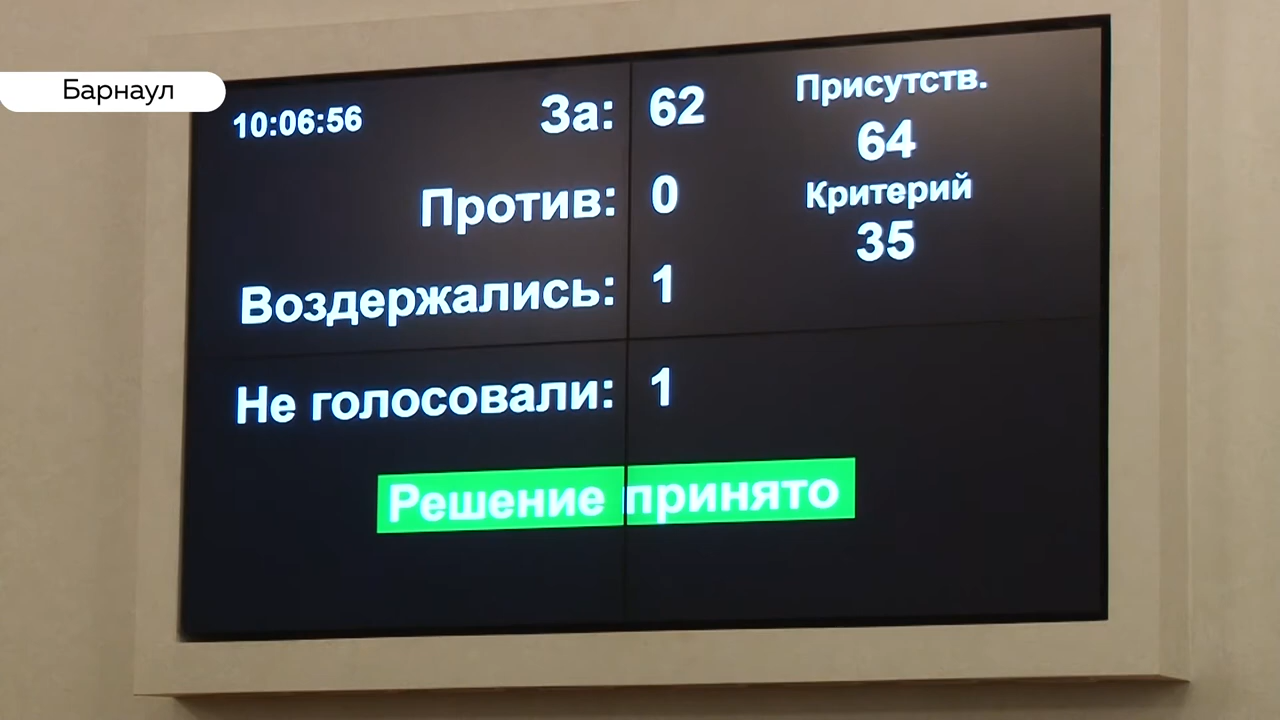 Барнаул
10:06:56
За: 62
Против: 0
Воздержались: 1
Не голосовали: 1
Присутств.
64
Критерий
35
Решение принято